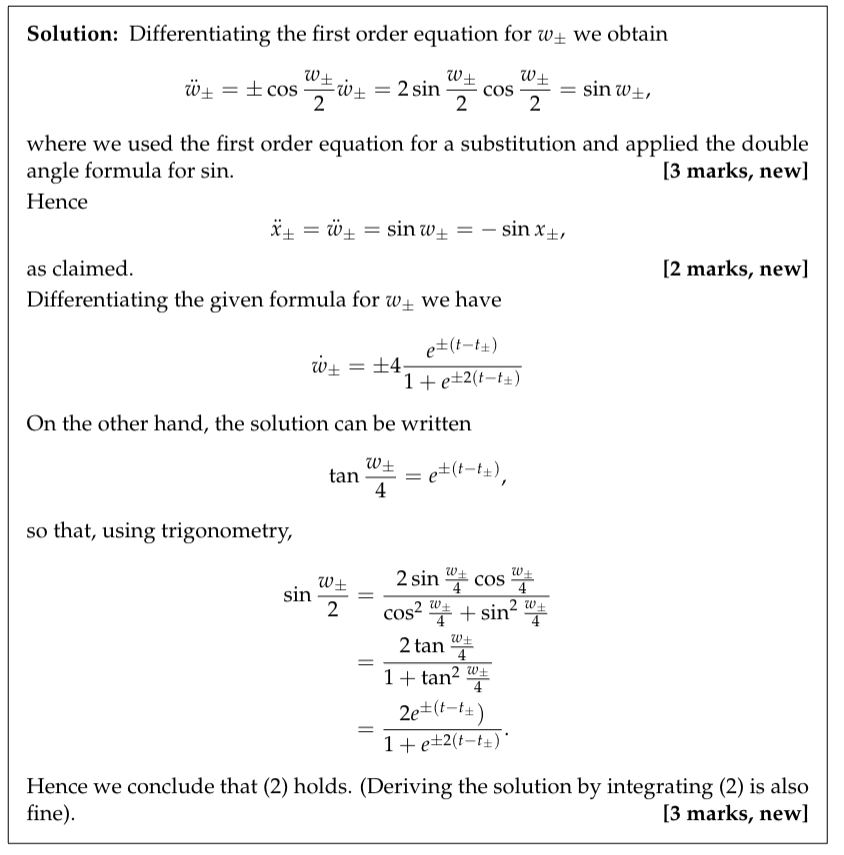 Solution: Differentiating the first order equation for $w_\pm$ we obtain
$$\ddot{w}_\pm = \pm \cos \frac{w_\pm}{2} \dot{w}_\pm = 2 \sin \frac{w_\pm}{2} \cos \frac{w_\pm}{2} = \sin w_\pm,$$
where we used the first order equation for a substitution and applied the double
angle formula for sin. [3 marks, new]
Hence
$$\ddot{x}_\pm = \ddot{w}_\pm = \sin w_\pm = -\sin x_\pm,$$
as claimed. [2 marks, new]
Differentiating the given formula for $w_\pm$ we have
$$\dot{w}_\pm = \pm 4 \frac{e^{\pm(t-t_\pm)}}{1 + e^{\pm 2(t-t_\pm)}}$$
On the other hand, the solution can be written
$$\tan \frac{w_\pm}{4} = e^{\pm(t-t_\pm)},$$
so that, using trigonometry,
$$\sin \frac{w_\pm}{2} = \frac{2 \sin \frac{w_\pm}{4} \cos \frac{w_\pm}{4}}{\cos^2 \frac{w_\pm}{4} + \sin^2 \frac{w_\pm}{4}}$$
$$= \frac{2 \tan \frac{w_\pm}{4}}{1 + \tan^2 \frac{w_\pm}{4}}$$
$$= \frac{2e^{\pm(t-t_\pm)}}{1 + e^{\pm 2(t-t_\pm)}}.$$
Hence we conclude that (2) holds. (Deriving the solution by integrating (2) is also
fine). [3 marks, new]